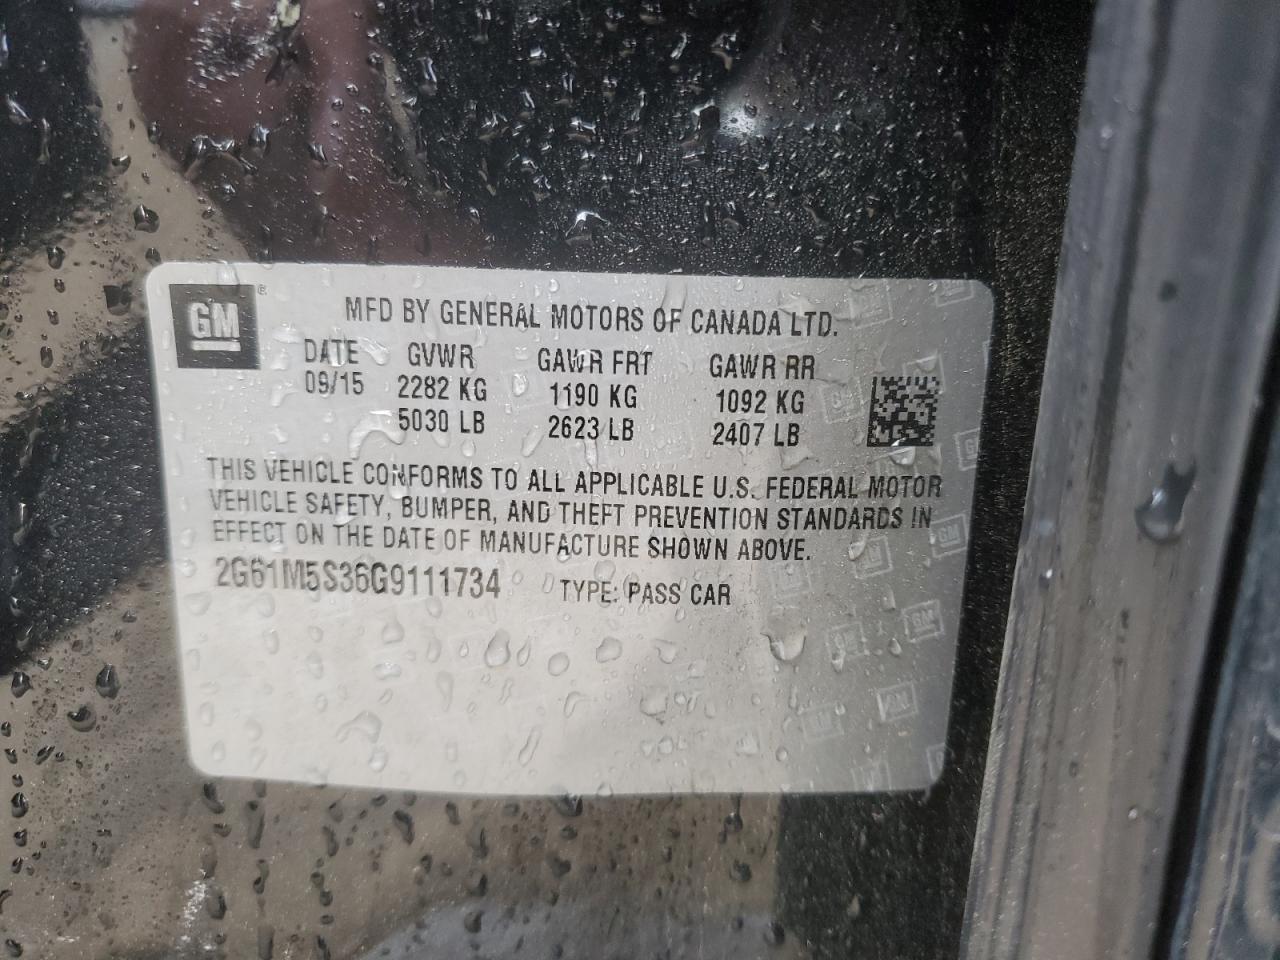 GM
MFD BY GENERAL MOTORS OF CANADA LTD.
DATE GVWR GAWR FRT GAWR RR
09/15 2282 KG 1190 KG 1092 KG
5030 LB 2623 LB 2407 LB
THIS VEHICLE CONFORMS TO ALL APPLICABLE U.S. FEDERAL MOTOR
VEHICLE SAFETY, BUMPER, AND THEFT PREVENTION STANDARDS IN
EFFECT ON THE DATE OF MANUFACTURE SHOWN ABOVE.
2G61M5S36G9111734 TYPE: PASS CAR